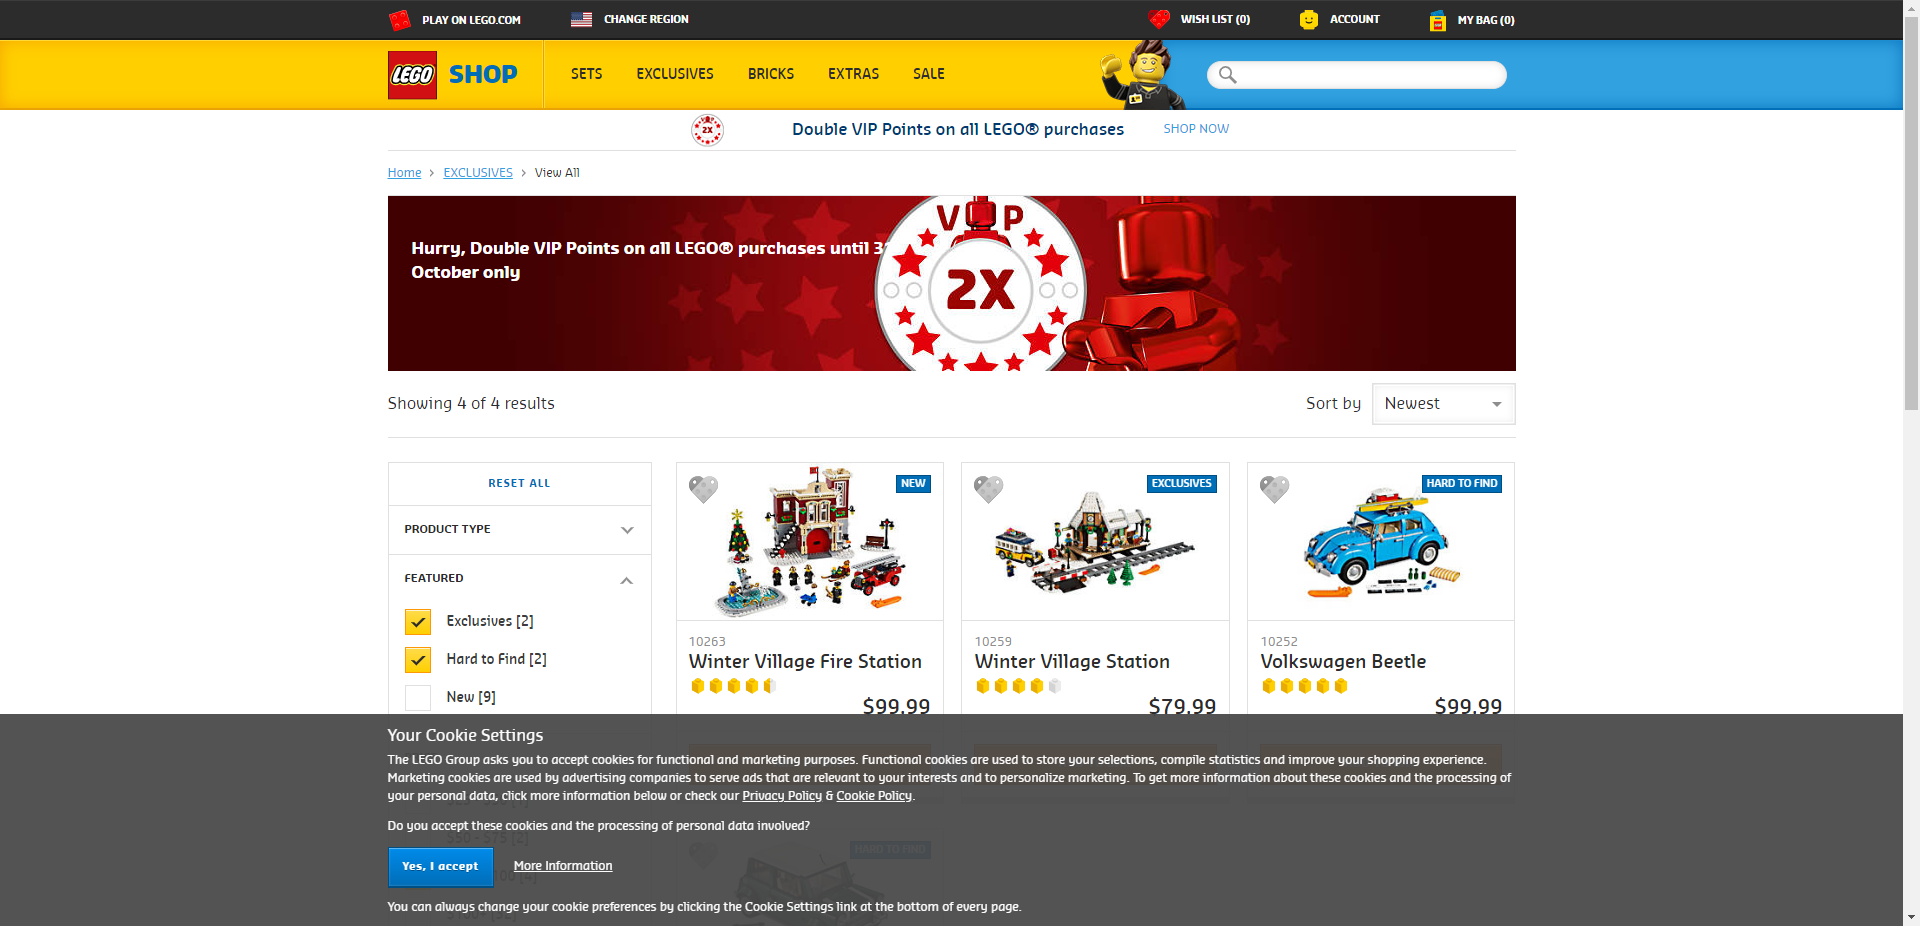 PLAY ON LEGO.COM
CHANGE REGION
WISH LIST (0)
ACCOUNT
MY BAG (0)
LEGO
SHOP
SETS
EXCLUSIVES
BRICKS
EXTRAS
SALE
2X
Double VIP Points on all LEGO® purchases
SHOP NOW
Home > EXCLUSIVES > View All
Hurry, Double VIP Points on all LEGO® purchases until
October only
VIP
2X
Showing 4 of 4 results
Sort by
Newest
RESET ALL
PRODUCT TYPE
FEATURED
Exclusives [2]
Hard to Find [2]
New [9]
NEW
10263
Winter Village Fire Station
$99.99
EXCLUSIVES
10259
Winter Village Station
$79.99
HARD TO FIND
10252
Volkswagen Beetle
$99.99
Your Cookie Settings
The LEGO Group asks you to accept cookies for functional and marketing purposes. Functional cookies are used to store your selections, compile statistics and improve your shopping experience.
Marketing cookies are used by advertising companies to serve ads that are relevant to your interests and to personalize marketing. To get more information about these cookies and the processing of
your personal data, click more information below or check our Privacy Policy & Cookie Policy.
Do you accept these cookies and the processing of personal data involved?
HARD TO FIND
Yes, I accept
More Information
You can always change your cookie preferences by clicking the Cookie Settings link at the bottom of every page.